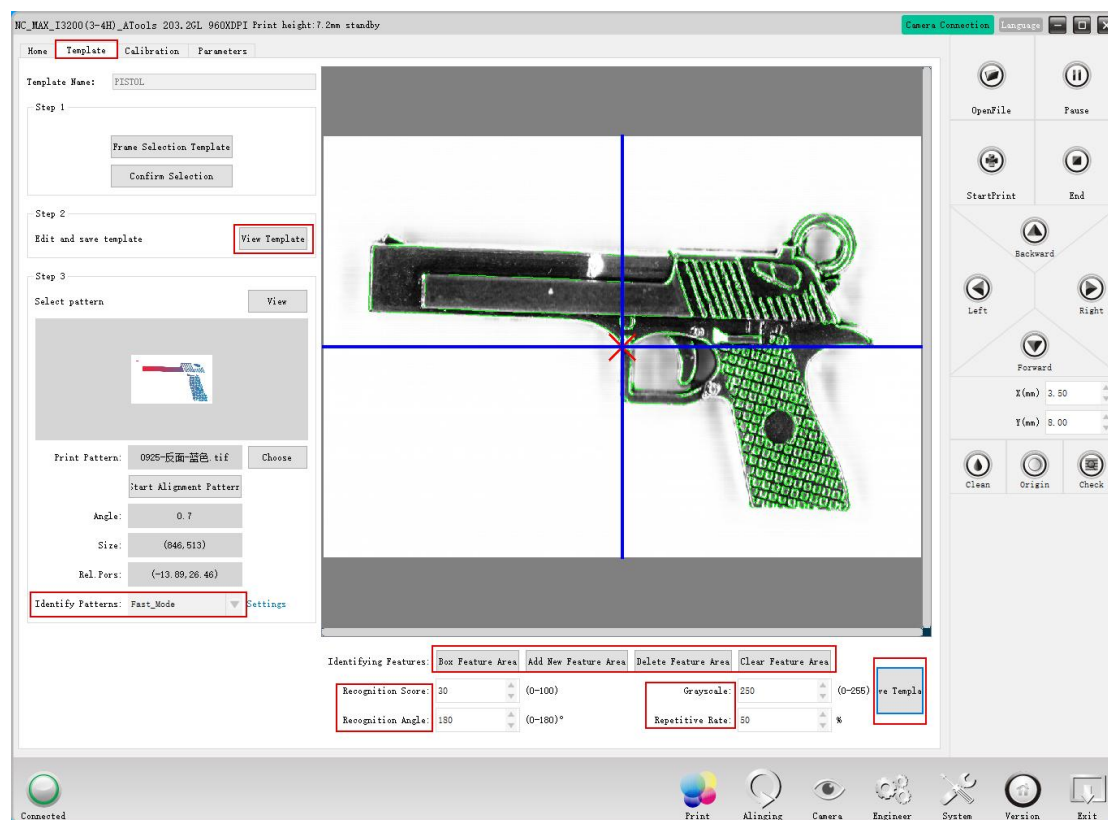 NC_MAX_I3200(3-4H)_ATools 203.2GL 960XDPI Print height:7.2mm standby
Camera Connection
Language
Home Template Calibration Parameters
Template Name: PISTOL
Step 1
Frame Selection Template
Confirm Selection
Step 2
Edit and save template View Template
Step 3
Select pattern View
Print Pattern: 0925-反面-蓝色.tif Choose
Start Alignment Pattern
Angle: 0.7
Size: (846,513)
Rel.Pors: (-13.89,26.46)
Identify Patterns: Fast_Mode Settings
Identifying Features: Box Feature Area Add New Feature Area Delete Feature Area Clear Feature Area
Recognition Score: 30 (0-100) Grayscale: 250 (0-255)
ve Templa
Recognition Angle: 180 (0-180)° Repetitive Rate: 50 %
OpenFile Pause
StartPrint End
Backward
Left Right
Forward
X(mm) 3.50
Y(mm) 8.00
Clean Origin Check
Connected Print Alinging Camera Engineer System Version Exit